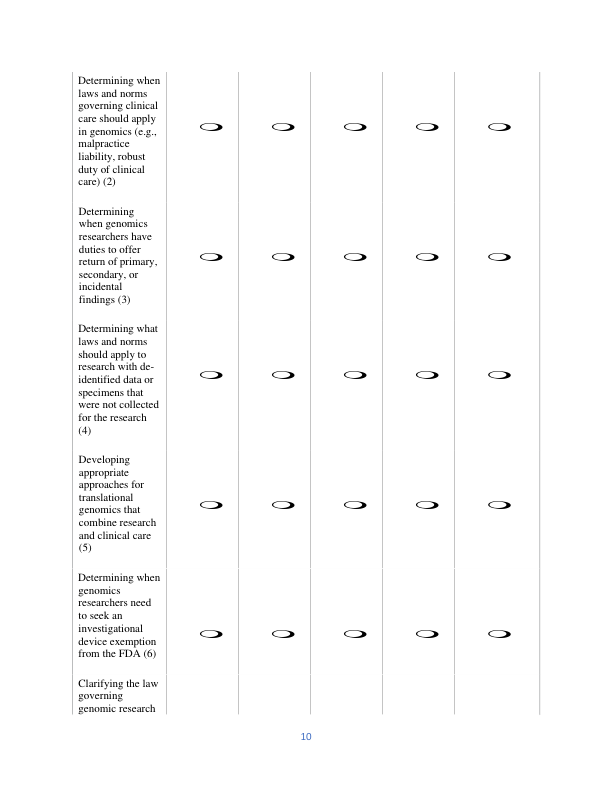 Determining when
laws and norms
governing clinical
care should apply
in genomics (e.g.,
malpractice
liability, robust
duty of clinical
care) (2)
Determining
when genomics
researchers have
duties to offer
return of primary,
secondary, or
incidental
findings (3)
Determining what
laws and norms
should apply to
research with de-
identified data or
specimens that
were not collected
for the research
(4)
Developing
appropriate
approaches for
translational
genomics that
combine research
and clinical care
(5)
Determining when
genomics
researchers need
to seek an
investigational
device exemption
from the FDA (6)
Clarifying the law
governing
genomic research
10